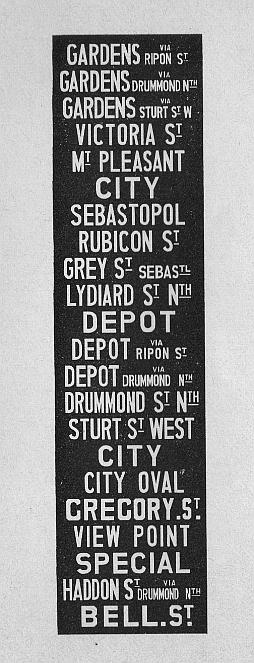 GARDENS VIA RIPON ST
GARDENS VIA DRUMMOND NTH
GARDENS VIA STURT ST W
VICTORIA ST
MT PLEASANT
CITY
SEBASTOPOL
RUBICON ST
GREY ST SEBASTL
LYDIARD ST NTH
DEPOT
DEPOT VIA RIPON ST
DEPOT VIA DRUMMOND NTH
DRUMMOND ST NTH
STURT ST WEST
CITY
CITY OVAL
GREGORY.ST.
VIEW POINT
SPECIAL
HADDON ST VIA DRUMMOND NTH
BELL.ST.